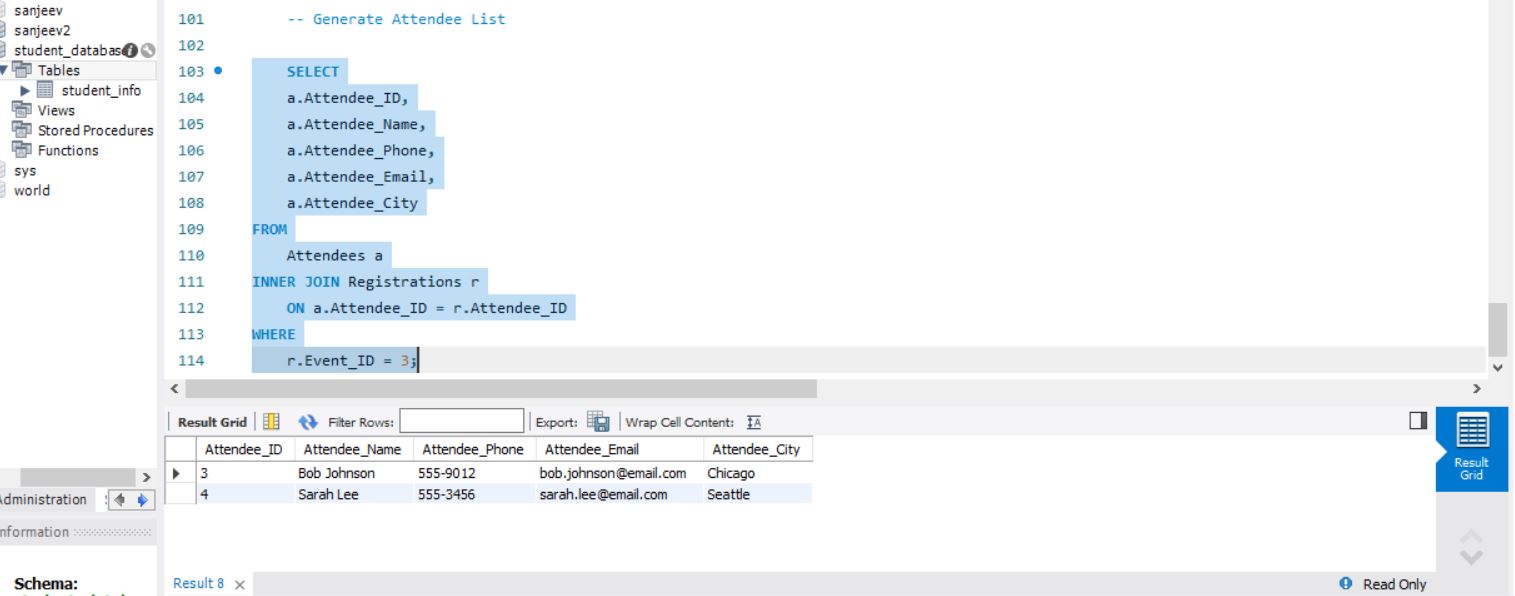 sanjeev
sanjeev2
student_databas
Tables
student_info
Views
Stored Procedures
Functions
sys
world
Administration
Schema:
101 -- Generate Attendee List
102
103 SELECT
104 a.Attendee_ID,
105 a.Attendee_Name,
106 a.Attendee_Phone,
107 a.Attendee_Email,
108 a.Attendee_City
109 FROM
110 Attendees a
111 INNER JOIN Registrations r
112 ON a.Attendee_ID = r.Attendee_ID
113 WHERE
114 r.Event_ID = 3;
Result Grid Filter Rows: Export: Wrap Cell Content:
Attendee_ID Attendee_Name Attendee_Phone Attendee_Email Attendee_City
3 Bob Johnson 555-9012 bob.johnson@email.com Chicago
4 Sarah Lee 555-3456 sarah.lee@email.com Seattle
Result
Grid
Result 8
Read Only